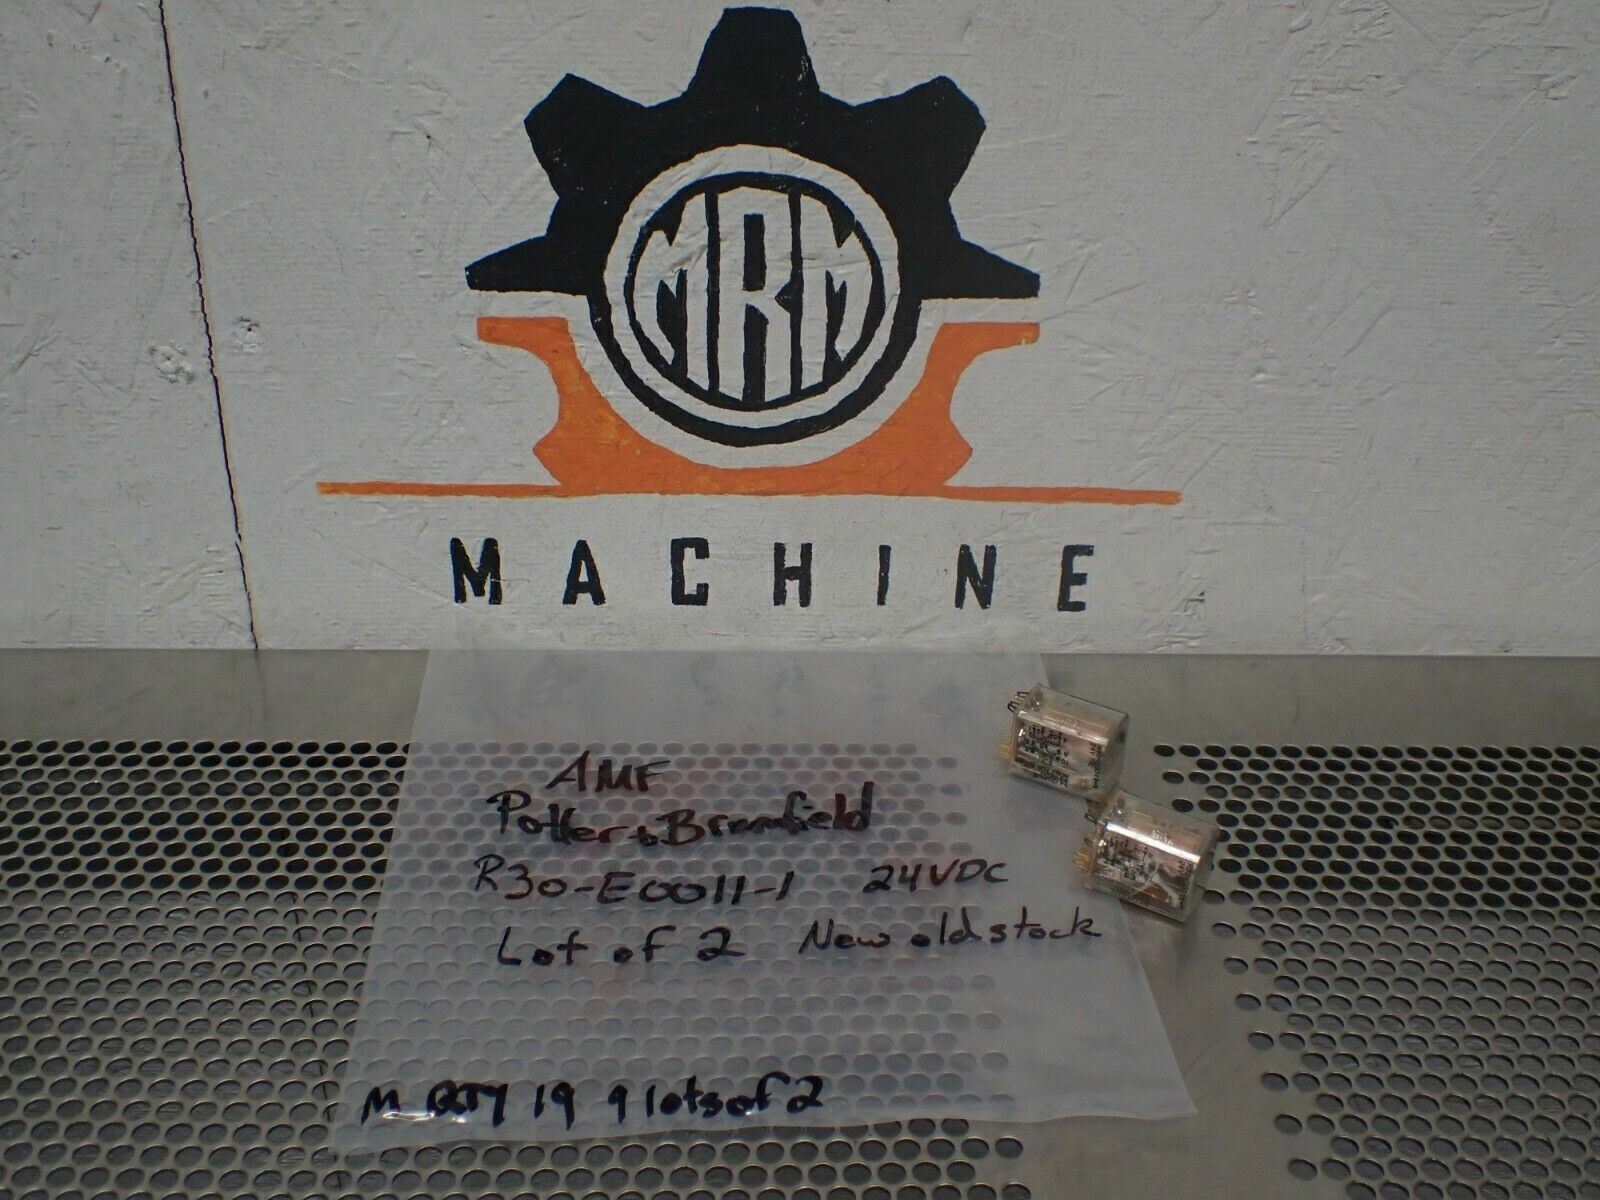 MRM
MACHINE
AMF
Potter & Brumfield
R30-E0011-1 24VDC
Lot of 2 New old stock
M QTY 19 9 lots of 2